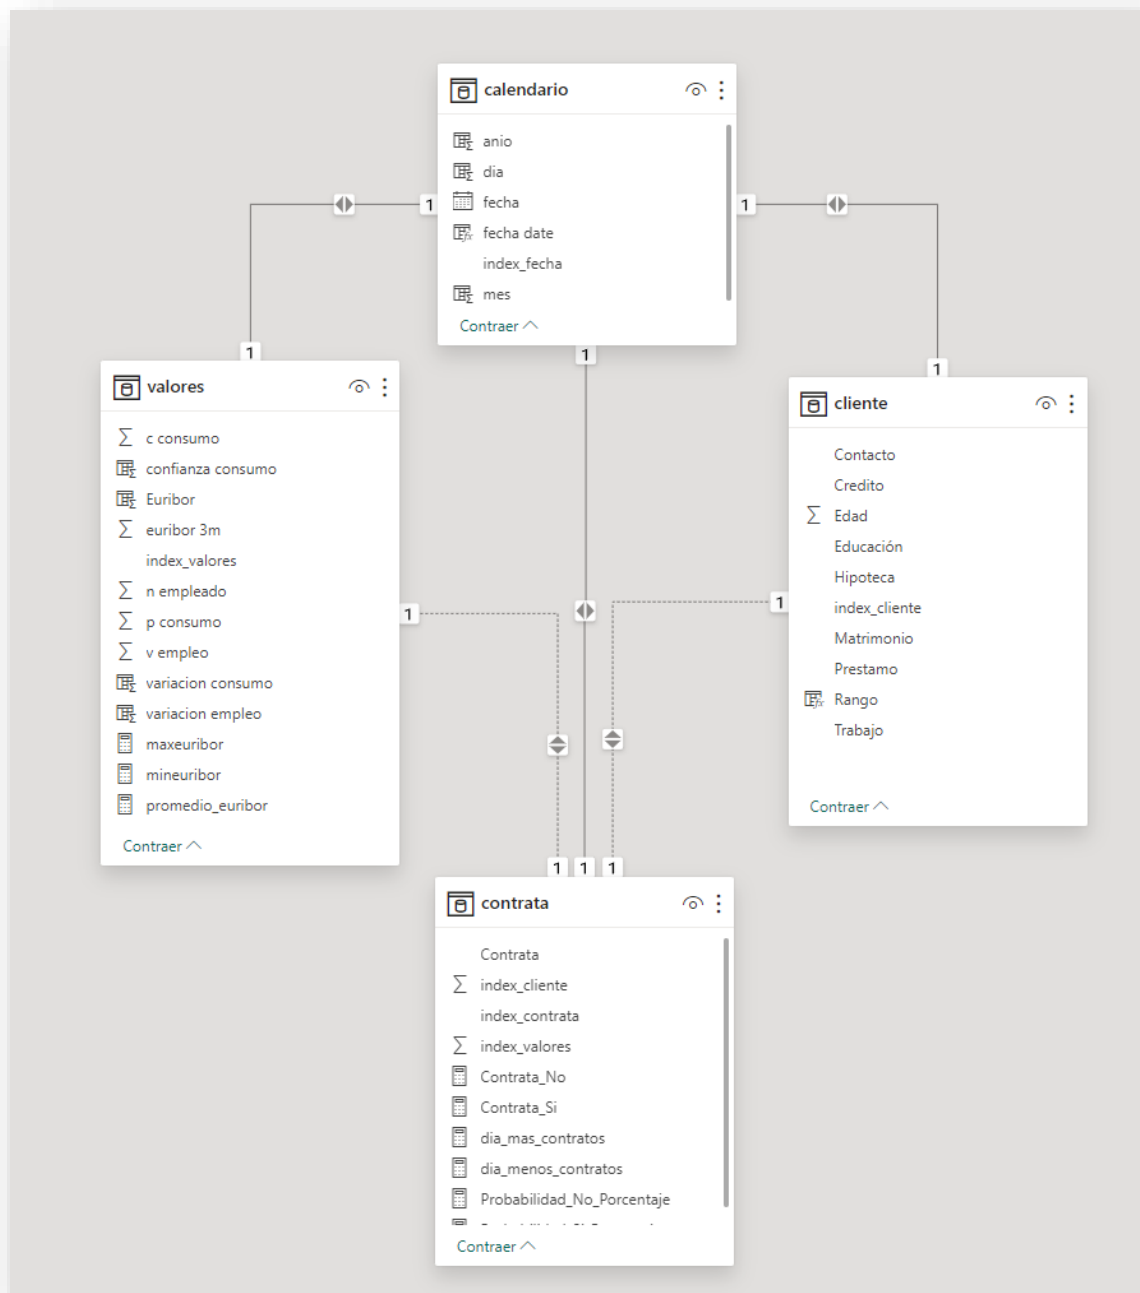 calendario
anio
dia
fecha
fecha date
index_fecha
mes
Contraer
1
1
1
1
1
valores
c consumo
confianza consumo
Euribor
euribor 3m
index_valores
n empleado
p consumo
v empleo
variacion consumo
variacion empleo
maxeuribor
mineuribor
promedio_euribor
Contraer
cliente
Contacto
Credito
Edad
Educación
Hipoteca
index_cliente
Matrimonio
Prestamo
Rango
Trabajo
Contraer
1
1
1 1 1
contrata
Contrata
index_cliente
index_contrata
index_valores
Contrata_No
Contrata_Si
dia_mas_contratos
dia_menos_contratos
Probabilidad_No_Porcentaje
Contraer